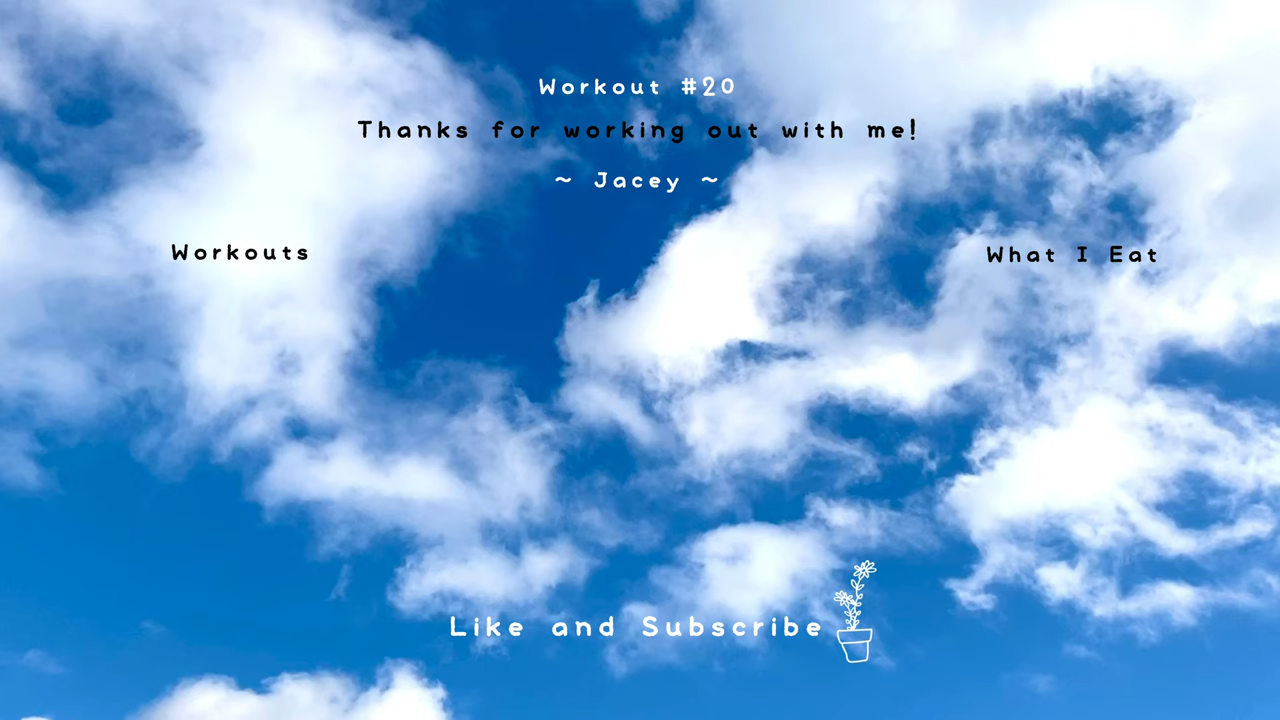 Workout #20
Thanks for working out with me!
~ Jacey ~
Workouts
What I Eat
Like and Subscribe